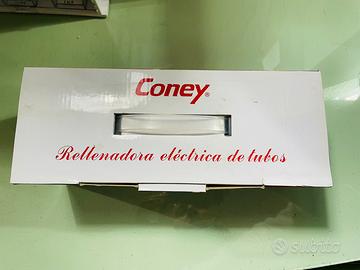 Coney®
Rellenadora eléctrica de tubos
subito